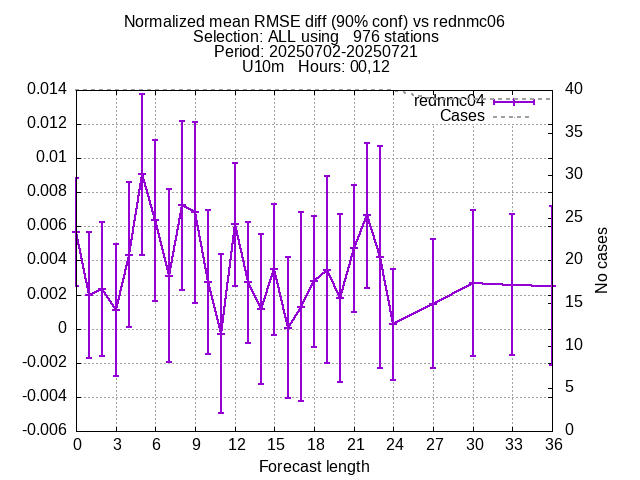 Normalized mean RMSE diff (90% conf) vs rednmc06
Selection: ALL using   976 stations
Period: 20250702-20250721
U10m   Hours: 00,12
0.014
0.012
0.01
0.008
0.006
0.004
0.002
0
-0.002
-0.004
-0.006
40
35
30
25
20
15
10
5
0
No cases
rednmc04
Cases
0 3 6 9 12 15 18 21 24 27 30 33 36
Forecast length